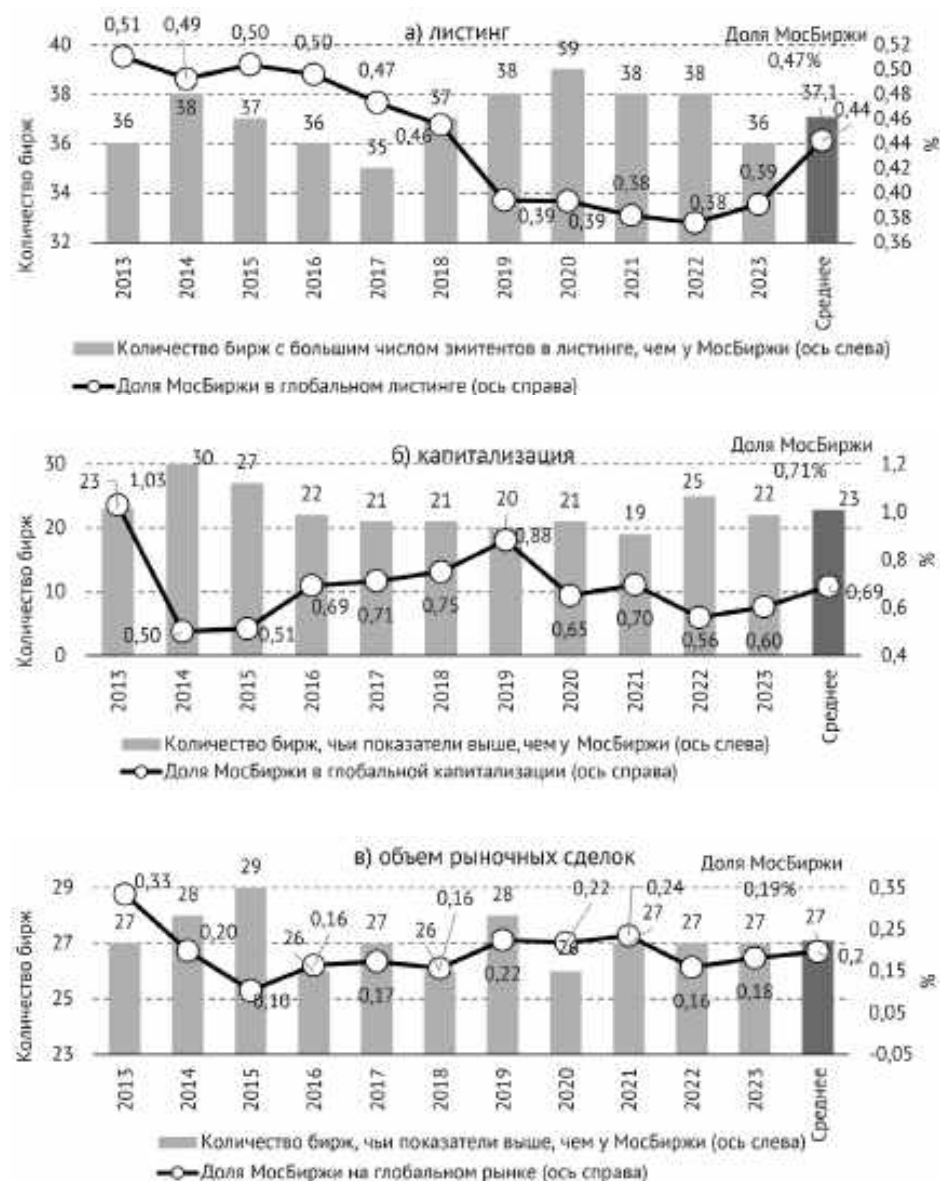 а) листинг
Доля МосБиржи
0,47%
0,51 0,49 0,50 0,50 0,47 0,46 0,39 0,39 0,38 0,38 0,39 0,44
36 38 37 36 35 37 38 39 38 38 36 37,1
Количество бирж
40
38
36
34
32
%
0,52
0,50
0,48
0,46
0,44
0,42
0,40
0,38
0,36
2013 2014 2015 2016 2017 2018 2019 2020 2021 2022 2023 Среднее
Количество бирж с большим числом эмитентов в листинге, чем у МосБиржи (ось слева)
Доля МосБиржи в глобальном листинге (ось справа)
б) капитализация
Доля МосБиржи
0,71%
23 30 27 22 21 21 20 21 19 25 22 23
1,03 0,50 0,51 0,69 0,71 0,75 0,88 0,65 0,70 0,56 0,60 0,69
Количество бирж
30
20
10
0
%
1,2
1,0
0,8
0,6
0,4
2013 2014 2015 2016 2017 2018 2019 2020 2021 2022 2023 Среднее
Количество бирж, чьи показатели выше, чем у МосБиржи (ось слева)
Доля МосБиржи в глобальной капитализации (ось справа)
в) объем рыночных сделок
Доля МосБиржи
0,19%
27 28 29 26 27 26 28 26 27 27 27 27
0,33 0,20 0,10 0,16 0,17 0,16 0,22 0,22 0,24 0,16 0,18 0,2
Количество бирж
29
27
25
23
%
0,35
0,25
0,15
0,05
-0,05
2013 2014 2015 2016 2017 2018 2019 2020 2021 2022 2023 Среднее
Количество бирж, чьи показатели выше, чем у МосБиржи (ось слева)
Доля МосБиржи на глобальном рынке (ось справа)